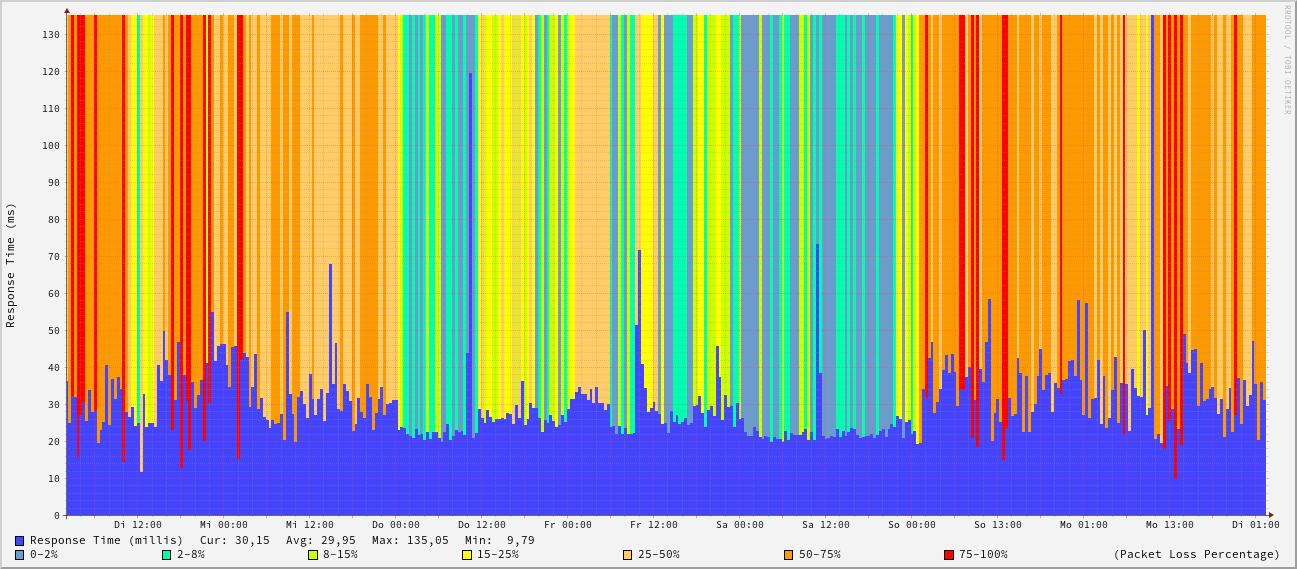 RRDTOOL / TOBI OETIKER
Response Time (ms)
130
120
110
100
90
80
70
60
50
40
30
20
10
0
Di 12:00 Mi 00:00 Mi 12:00 Do 00:00 Do 12:00 Fr 00:00 Fr 12:00 Sa 00:00 Sa 12:00 So 00:00 So 13:00 Mo 01:00 Mo 13:00 Di 01:00
Response Time (millis) Cur: 30,15 Avg: 29,95 Max: 135,05 Min: 9,79
0-2% 2-8% 8-15% 15-25% 25-50% 50-75% 75-100% (Packet Loss Percentage)